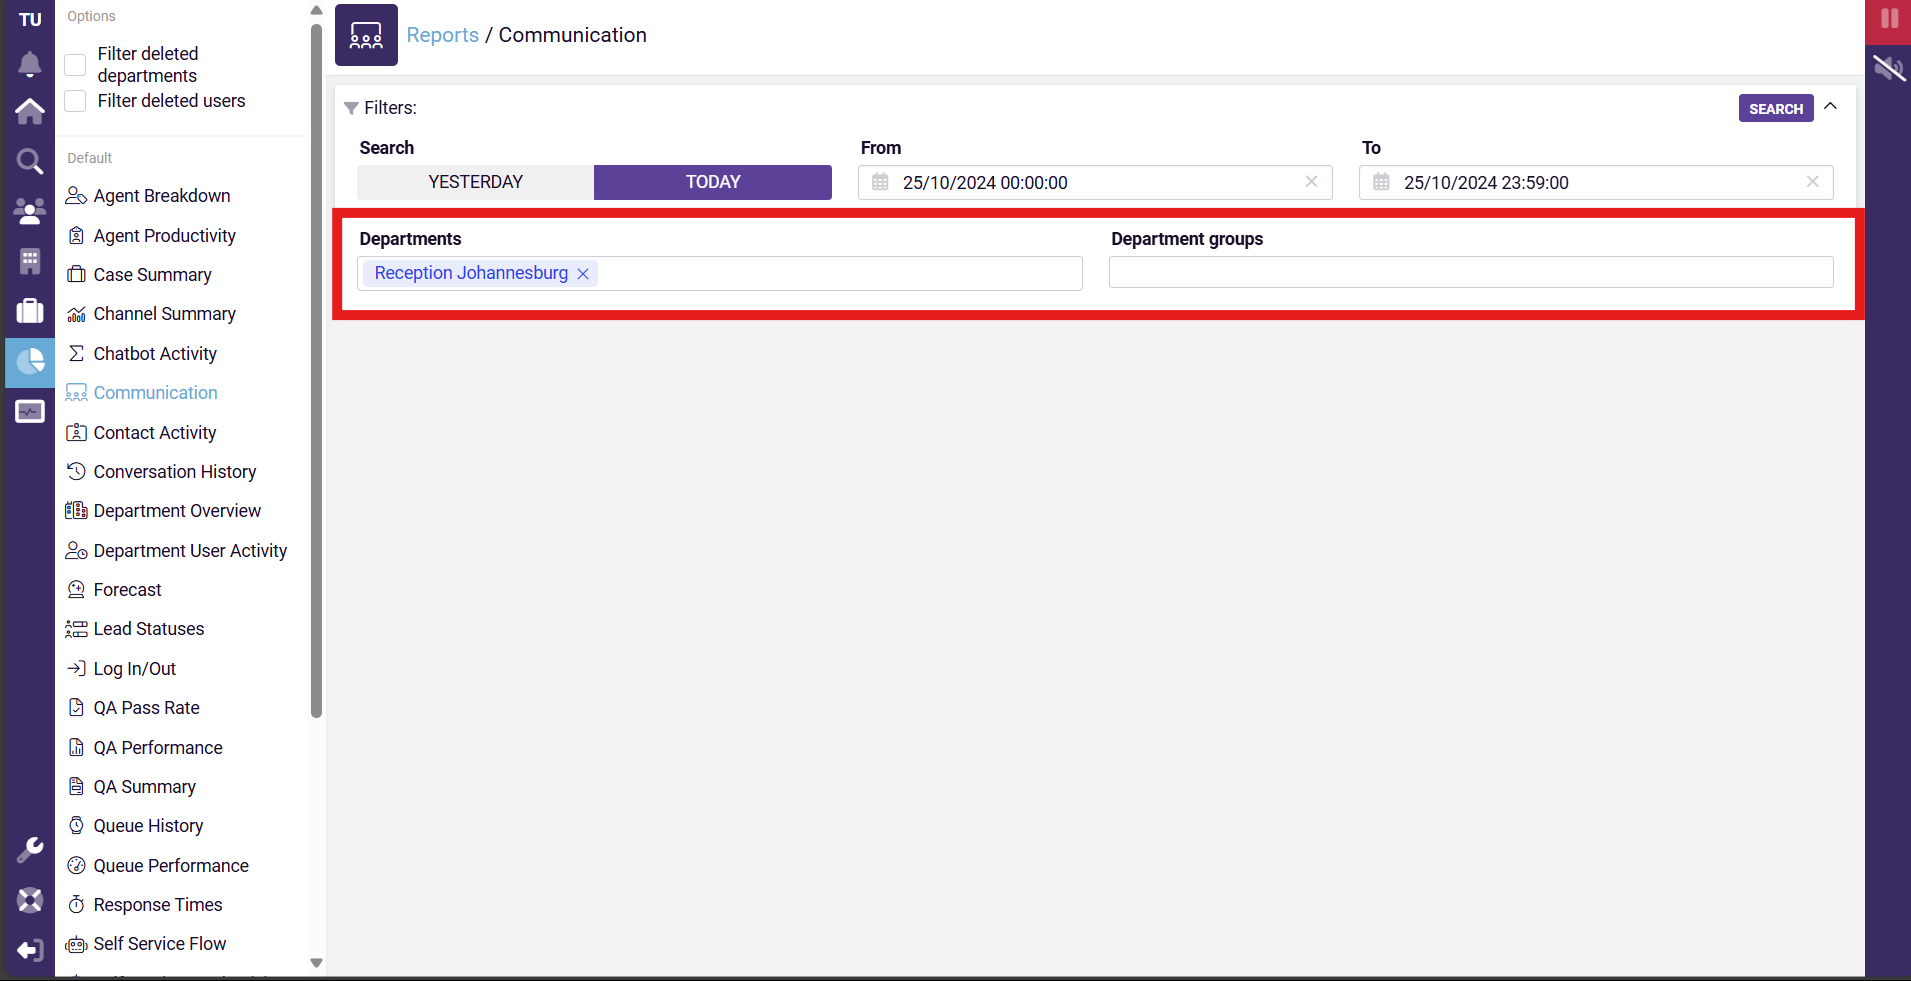 TU
Options
Filter deleted
departments
Filter deleted users
Default
Agent Breakdown
Agent Productivity
Case Summary
Channel Summary
Chatbot Activity
Communication
Contact Activity
Conversation History
Department Overview
Department User Activity
Forecast
Lead Statuses
Log In/Out
QA Pass Rate
QA Performance
QA Summary
Queue History
Queue Performance
Response Times
Self Service Flow
Reports / Communication
Filters:
SEARCH
Search From To
YESTERDAY TODAY 25/10/2024 00:00:00 25/10/2024 23:59:00
Departments Department groups
Reception Johannesburg